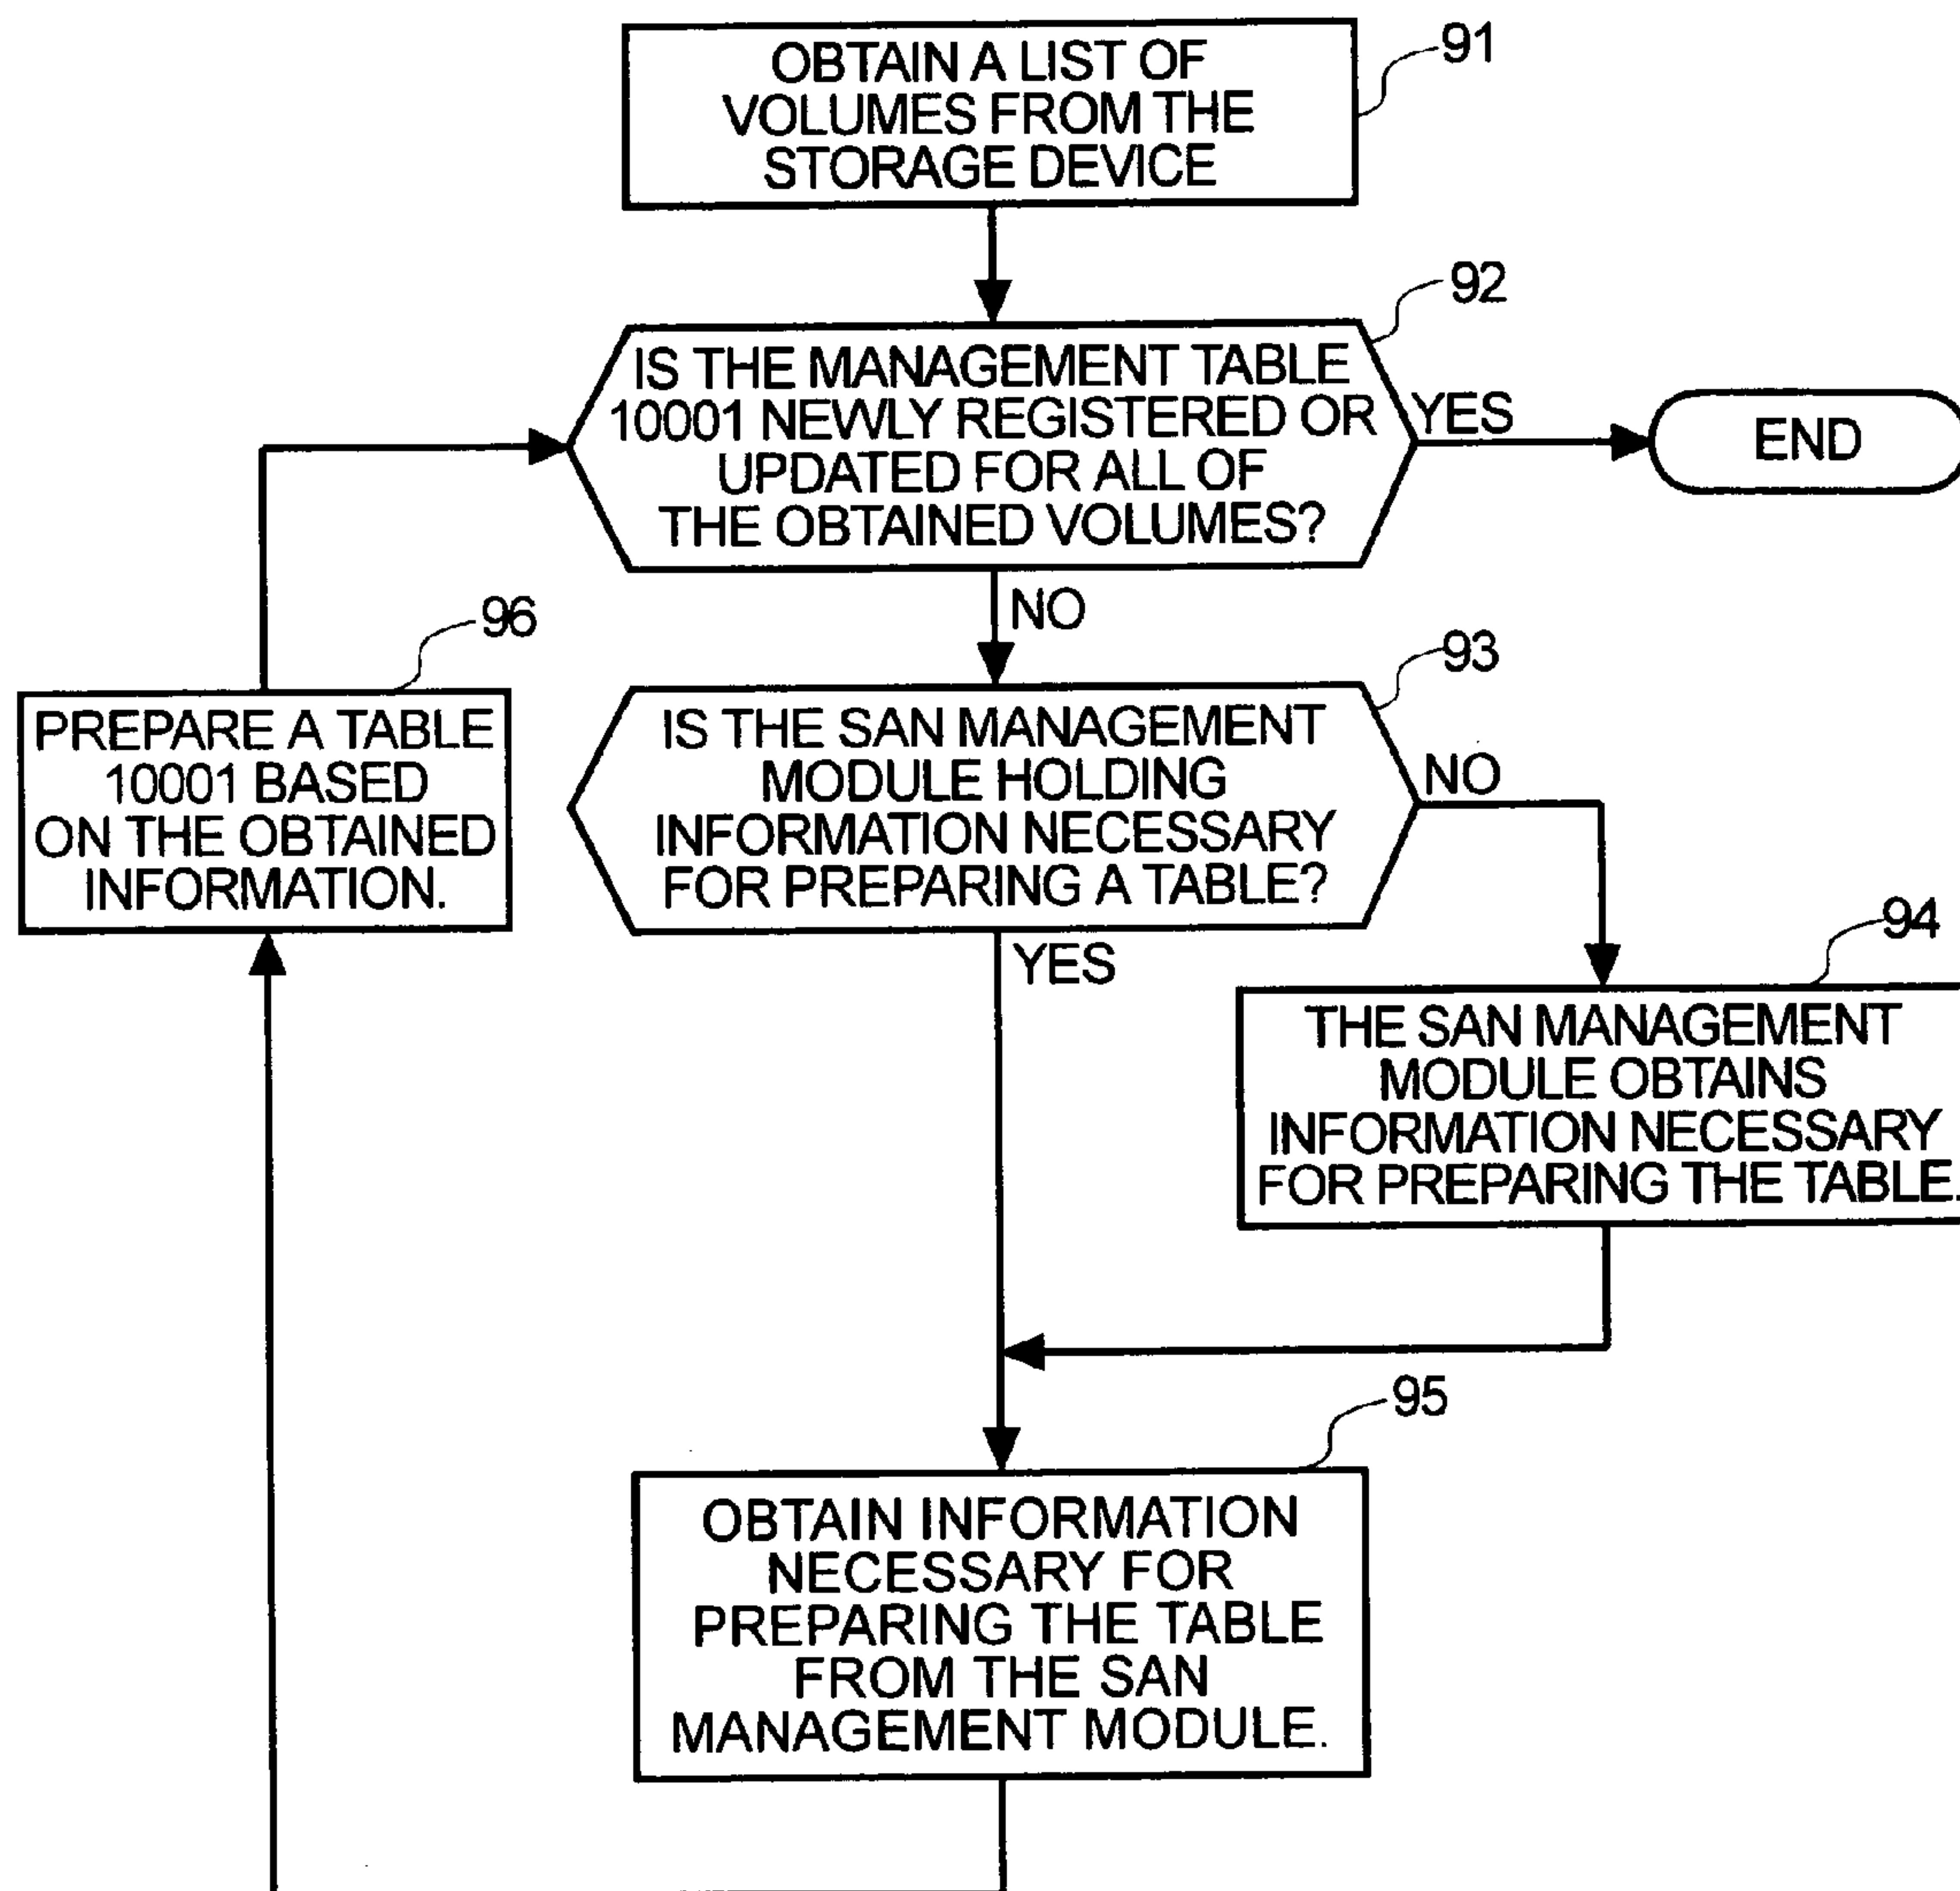 OBTAIN A LIST OF
VOLUMES FROM THE
STORAGE DEVICE
91
IS THE MANAGEMENT TABLE
10001 NEWLY REGISTERED OR
UPDATED FOR ALL OF
THE OBTAINED VOLUMES?
92
YES
END
NO
96
PREPARE A TABLE
10001 BASED
ON THE OBTAINED
INFORMATION.
93
IS THE SAN MANAGEMENT
MODULE HOLDING
INFORMATION NECESSARY
FOR PREPARING A TABLE?
NO
YES
94
THE SAN MANAGEMENT
MODULE OBTAINS
INFORMATION NECESSARY
FOR PREPARING THE TABLE.
95
OBTAIN INFORMATION
NECESSARY FOR
PREPARING THE TABLE
FROM THE SAN
MANAGEMENT MODULE.